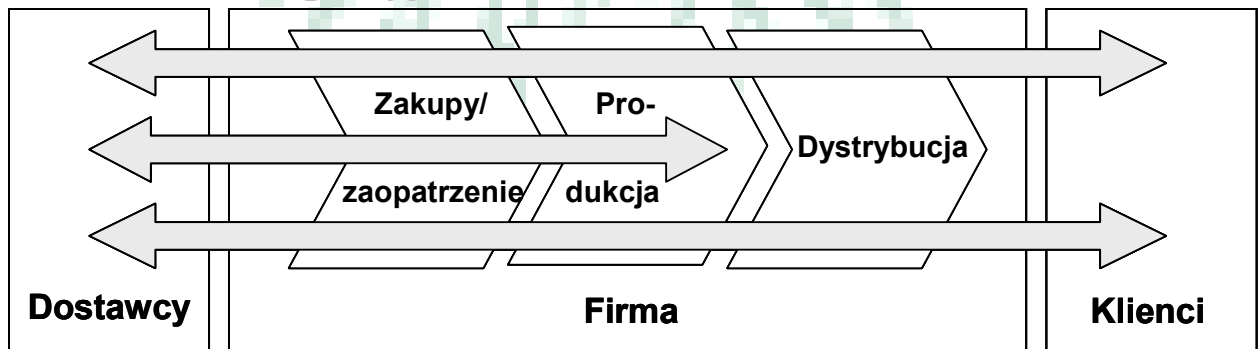 Zakupy/
zaopatrzenie
Pro-
dukcja
Dystrybucja
Dostawcy
Firma
Klienci